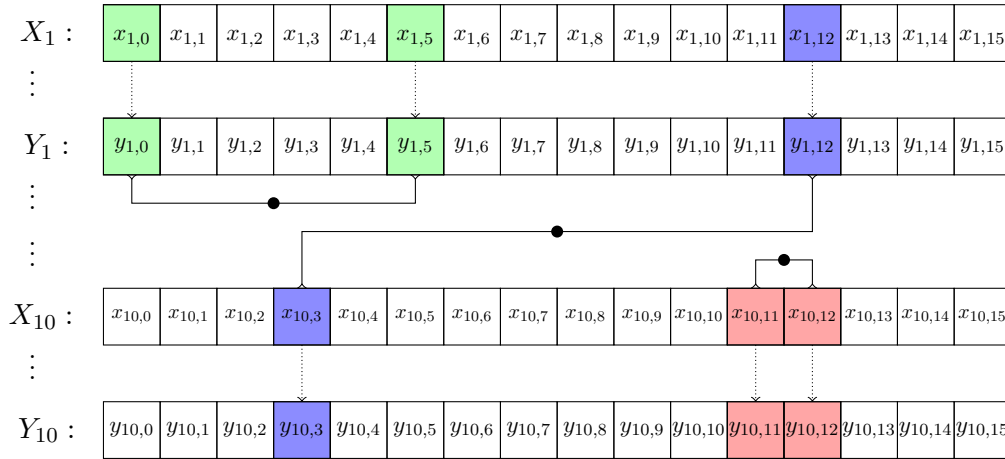 X₁ : x₁,₀ x₁,₁ x₁,₂ x₁,₃ x₁,₄ x₁,₅ x₁,₆ x₁,₇ x₁,₈ x₁,₉ x₁,₁₀ x₁,₁₁ x₁,₁₂ x₁,₁₃ x₁,₁₄ x₁,₁₅
⋮
Y₁ : y₁,₀ y₁,₁ y₁,₂ y₁,₃ y₁,₄ y₁,₅ y₁,₆ y₁,₇ y₁,₈ y₁,₉ y₁,₁₀ y₁,₁₁ y₁,₁₂ y₁,₁₃ y₁,₁₄ y₁,₁₅
⋮
⋮
X₁₀ : x₁₀,₀ x₁₀,₁ x₁₀,₂ x₁₀,₃ x₁₀,₄ x₁₀,₅ x₁₀,₆ x₁₀,₇ x₁₀,₈ x₁₀,₉ x₁₀,₁₀ x₁₀,₁₁ x₁₀,₁₂ x₁₀,₁₃ x₁₀,₁₄ x₁₀,₁₅
⋮
Y₁₀ : y₁₀,₀ y₁₀,₁ y₁₀,₂ y₁₀,₃ y₁₀,₄ y₁₀,₅ y₁₀,₆ y₁₀,₇ y₁₀,₈ y₁₀,₉ y₁₀,₁₀ y₁₀,₁₁ y₁₀,₁₂ y₁₀,₁₃ y₁₀,₁₄ y₁₀,₁₅